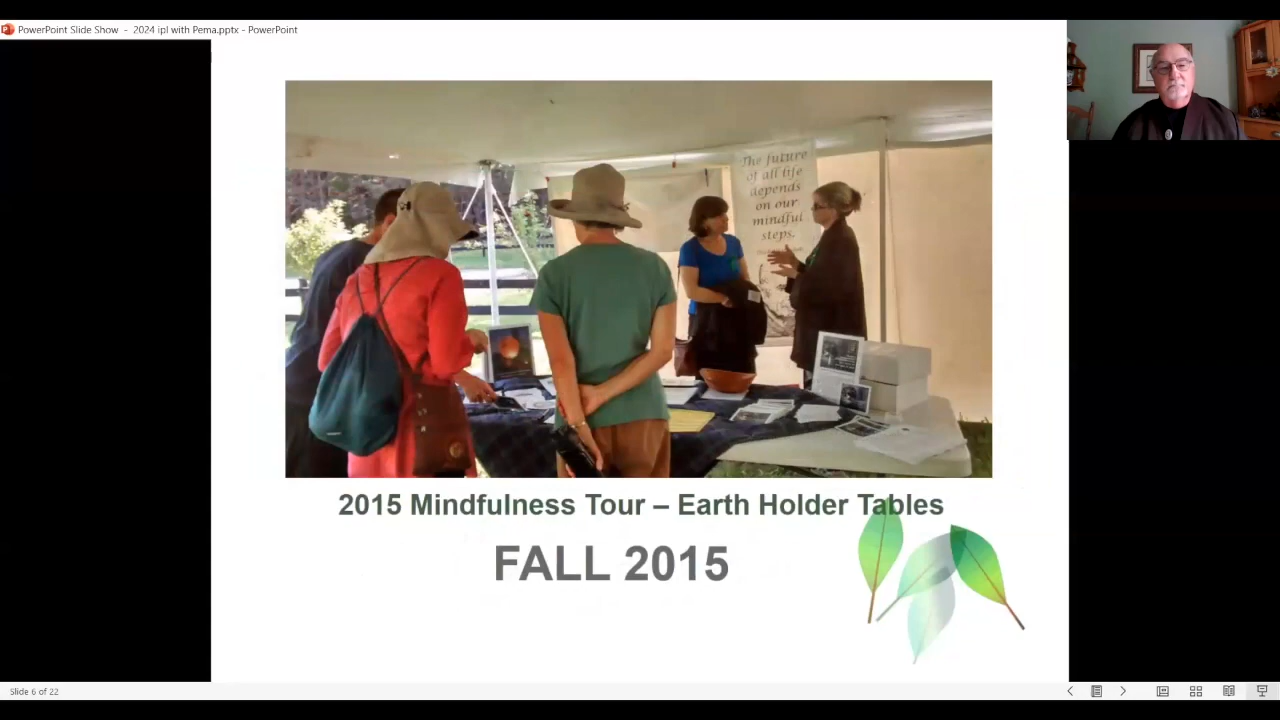 PowerPoint Slide Show - 2024 ipl with Pema.pptx - PowerPoint
The future
of all life
depends
on our
mindful
steps.
2015 Mindfulness Tour – Earth Holder Tables
FALL 2015
Slide 6 of 22